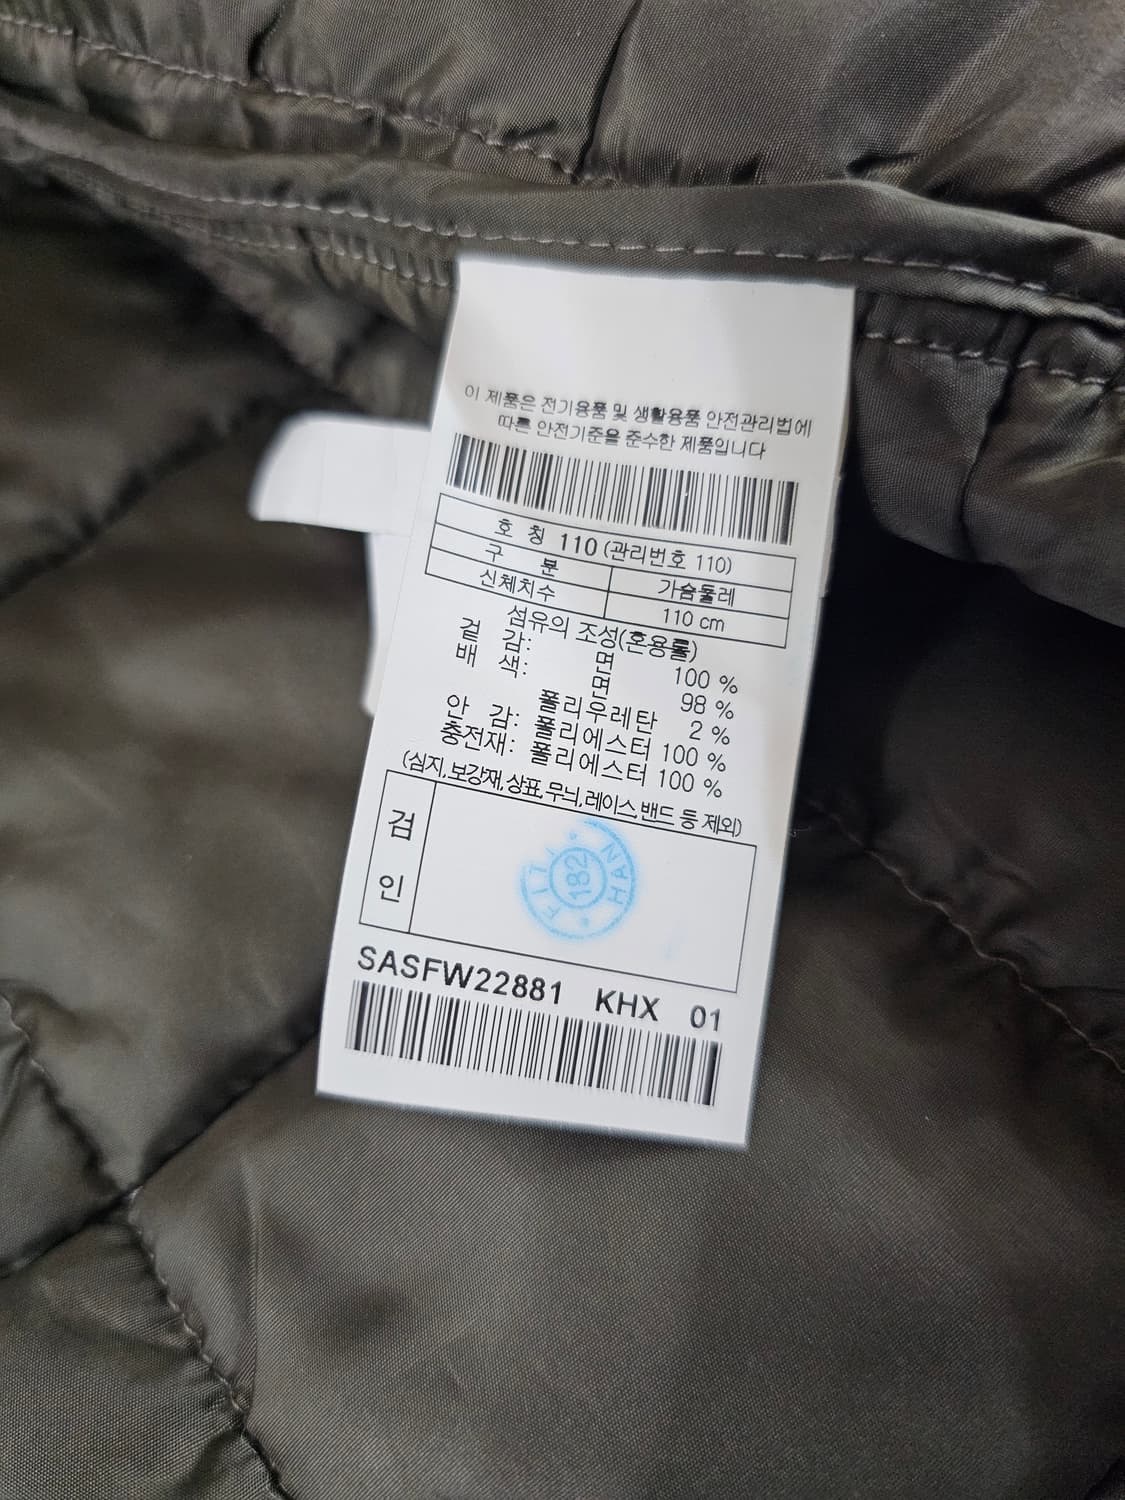 이 제품은 전기용품 및 생활용품 안전관리법에
따른 안전기준을 준수한 제품입니다
호 칭 110 (관리번호 110)
구 분 가슴둘레
신체치수 110 cm
섬유의 조성(혼용률)
겉 감: 면 100 %
배 색: 면 98 %
폴리우레탄 2 %
안 감: 폴리에스터 100 %
충전재: 폴리에스터 100 %
(심지,보강재,상표,무늬,레이스,밴드 등 제외)
검인
FITI
182
HAN
SASFW22881 KHX 01